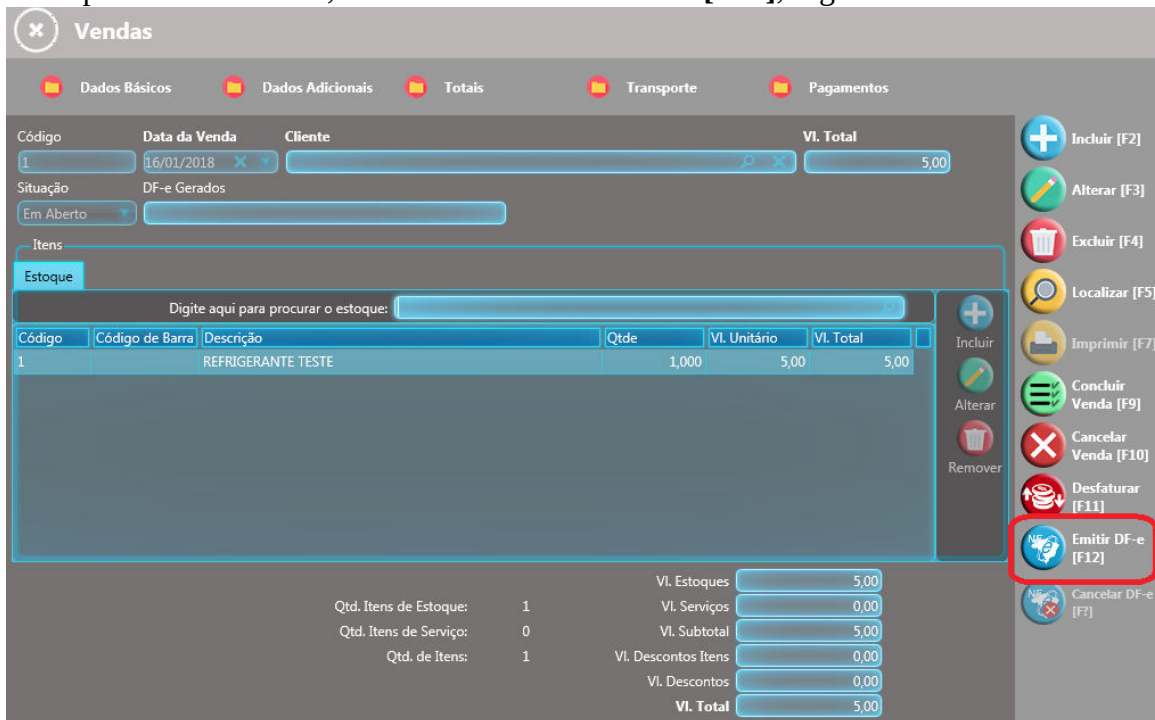 Vendas
Dados Básicos Dados Adicionais Totais Transporte Pagamentos
Código Data da Venda Cliente Vl. Total
1 16/01/2018 5,00
Situação DF-e Gerados
Em Aberto
Itens
Estoque
Digite aqui para procurar o estoque:
Código Código de Barra Descrição Qtde Vl. Unitário Vl. Total
1 REFRIGERANTE TESTE 1,000 5,00 5,00
Incluir
Alterar
Remover
Qtd. Itens de Estoque: 1
Qtd. Itens de Serviço: 0
Qtd. de Itens: 1
Vl. Estoques 5,00
Vl. Serviços 0,00
Vl. Subtotal 5,00
Vl. Descontos Itens 0,00
Vl. Descontos 0,00
Vl. Total 5,00
Incluir [F2]
Alterar [F3]
Excluir [F4]
Localizar [F5]
Imprimir [F7]
Concluir
Venda [F9]
Cancelar
Venda [F10]
Desfaturar
[F11]
NF e
Emitir DF-e
[F12]
Cancelar DF-e
[F?]